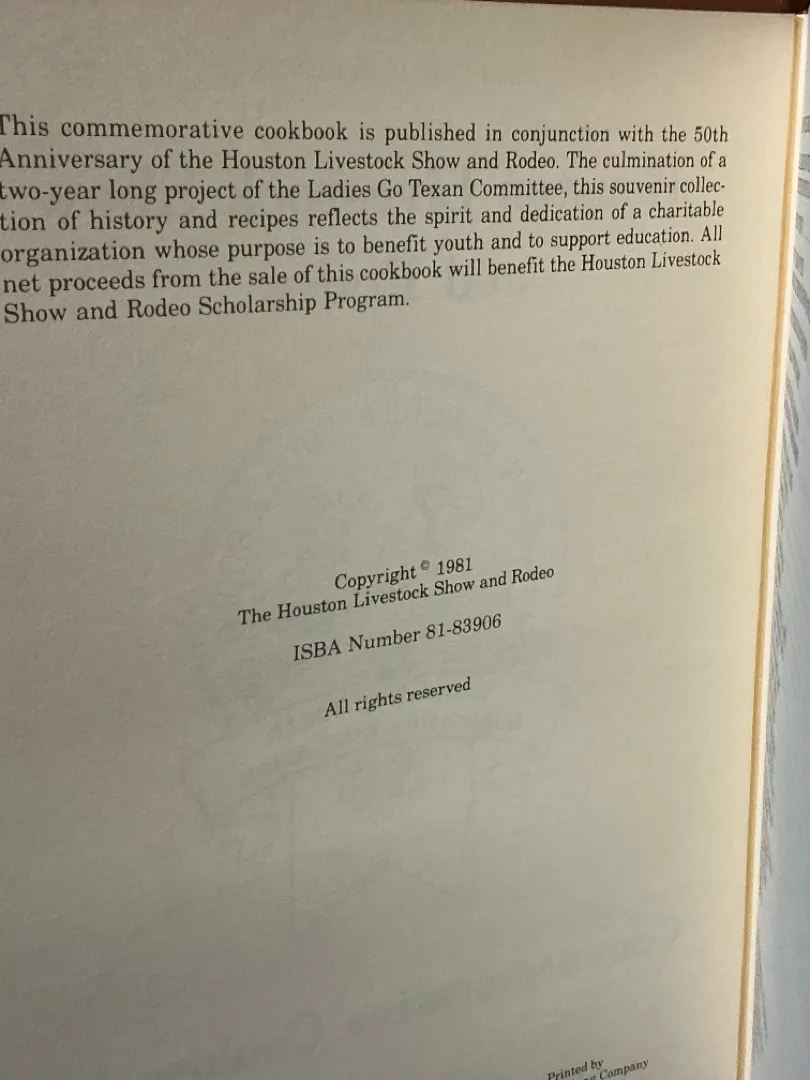 This commemorative cookbook is published in conjunction with the 50th
Anniversary of the Houston Livestock Show and Rodeo. The culmination of a
two-year long project of the Ladies Go Texan Committee, this souvenir collec-
tion of history and recipes reflects the spirit and dedication of a charitable
organization whose purpose is to benefit youth and to support education. All
net proceeds from the sale of this cookbook will benefit the Houston Livestock
Show and Rodeo Scholarship Program.
Copyright © 1981
The Houston Livestock Show and Rodeo
ISBA Number 81-83906
All rights reserved
Printed by
Company